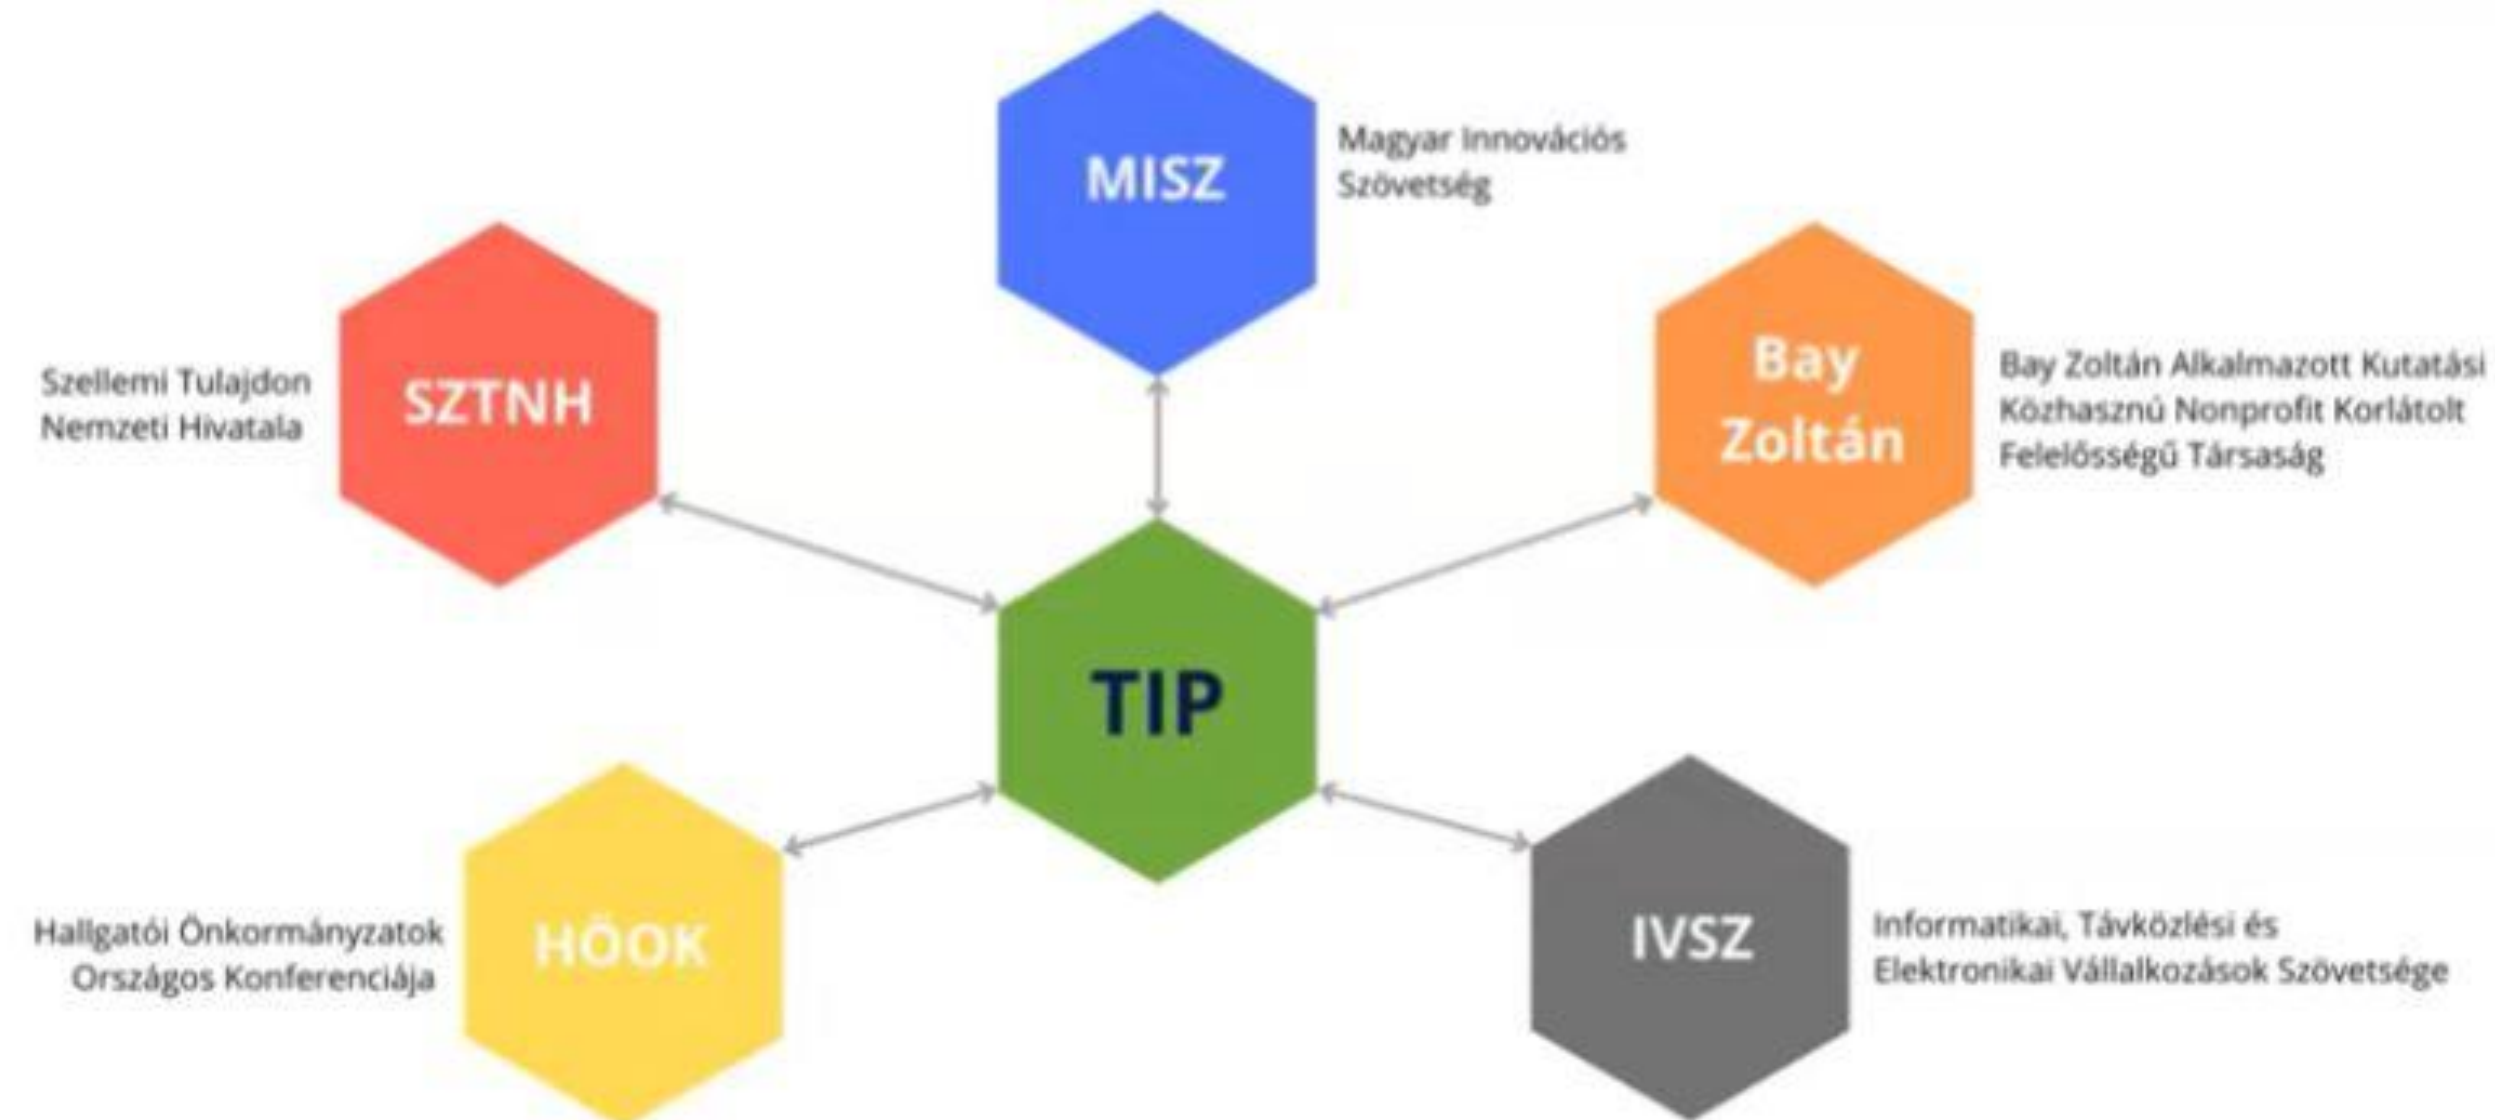 MISZ
Magyar Innovációs
Szövetség
SZTNH
Szellemi Tulajdon
Nemzeti Hivatala
Bay
Zoltán
Bay Zoltán Alkalmazott Kutatási
Közhasznú Nonprofit Korlátolt
Felelősségű Társaság
TIP
HÖOK
Hallgatói Önkormányzatok
Országos Konferenciája
IVSZ
Informatikai, Távközlési és
Elektronikai Vállalkozások Szövetsége